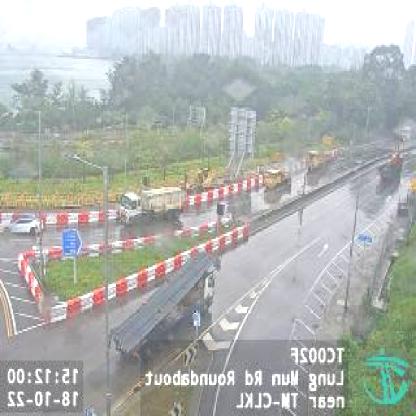 TC002F
Lung Mun Rd Roundabout
near TM-CLKL
15:12:00
18-10-22